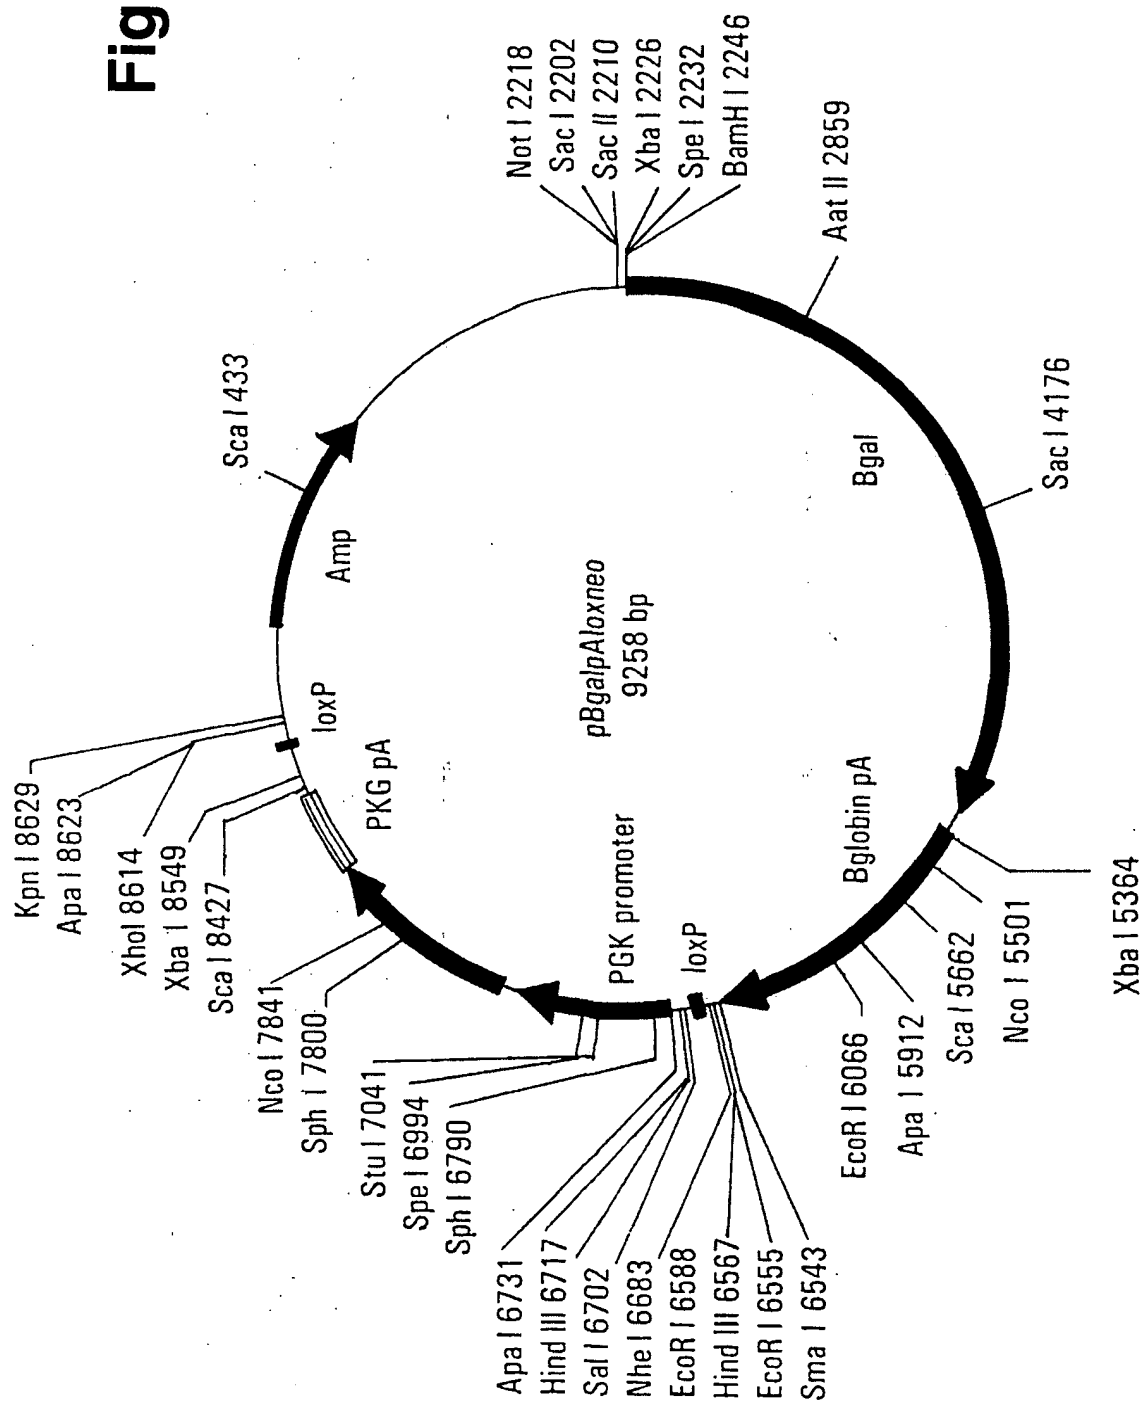 Fig
Not I 2218
Sac I 2202
Sac II 2210
Xba I 2226
Spe I 2232
BamH I 2246
Aat II 2859
Sac I 4176
Bgal
Sca I 433
Amp
pBgalpAloxneo
9258 bp
loxP
PKG pA
Kpn I 8629
Apa I 8623
XhoI 8614
Xba I 8549
Sca I 8427
Nco I 7841
Sph I 7800
Stu I 7041
Spe I 6994
Sph I 6790
PGK promoter
loxP
Bglobin pA
Apa I 6731
Hind III 6717
Sal I 6702
Nhe I 6683
EcoR I 6588
Hind III 6567
EcoR I 6555
Sma I 6543
EcoR I 6066
Apa I 5912
Sca I 5662
Nco I 5501
Xba I 5364